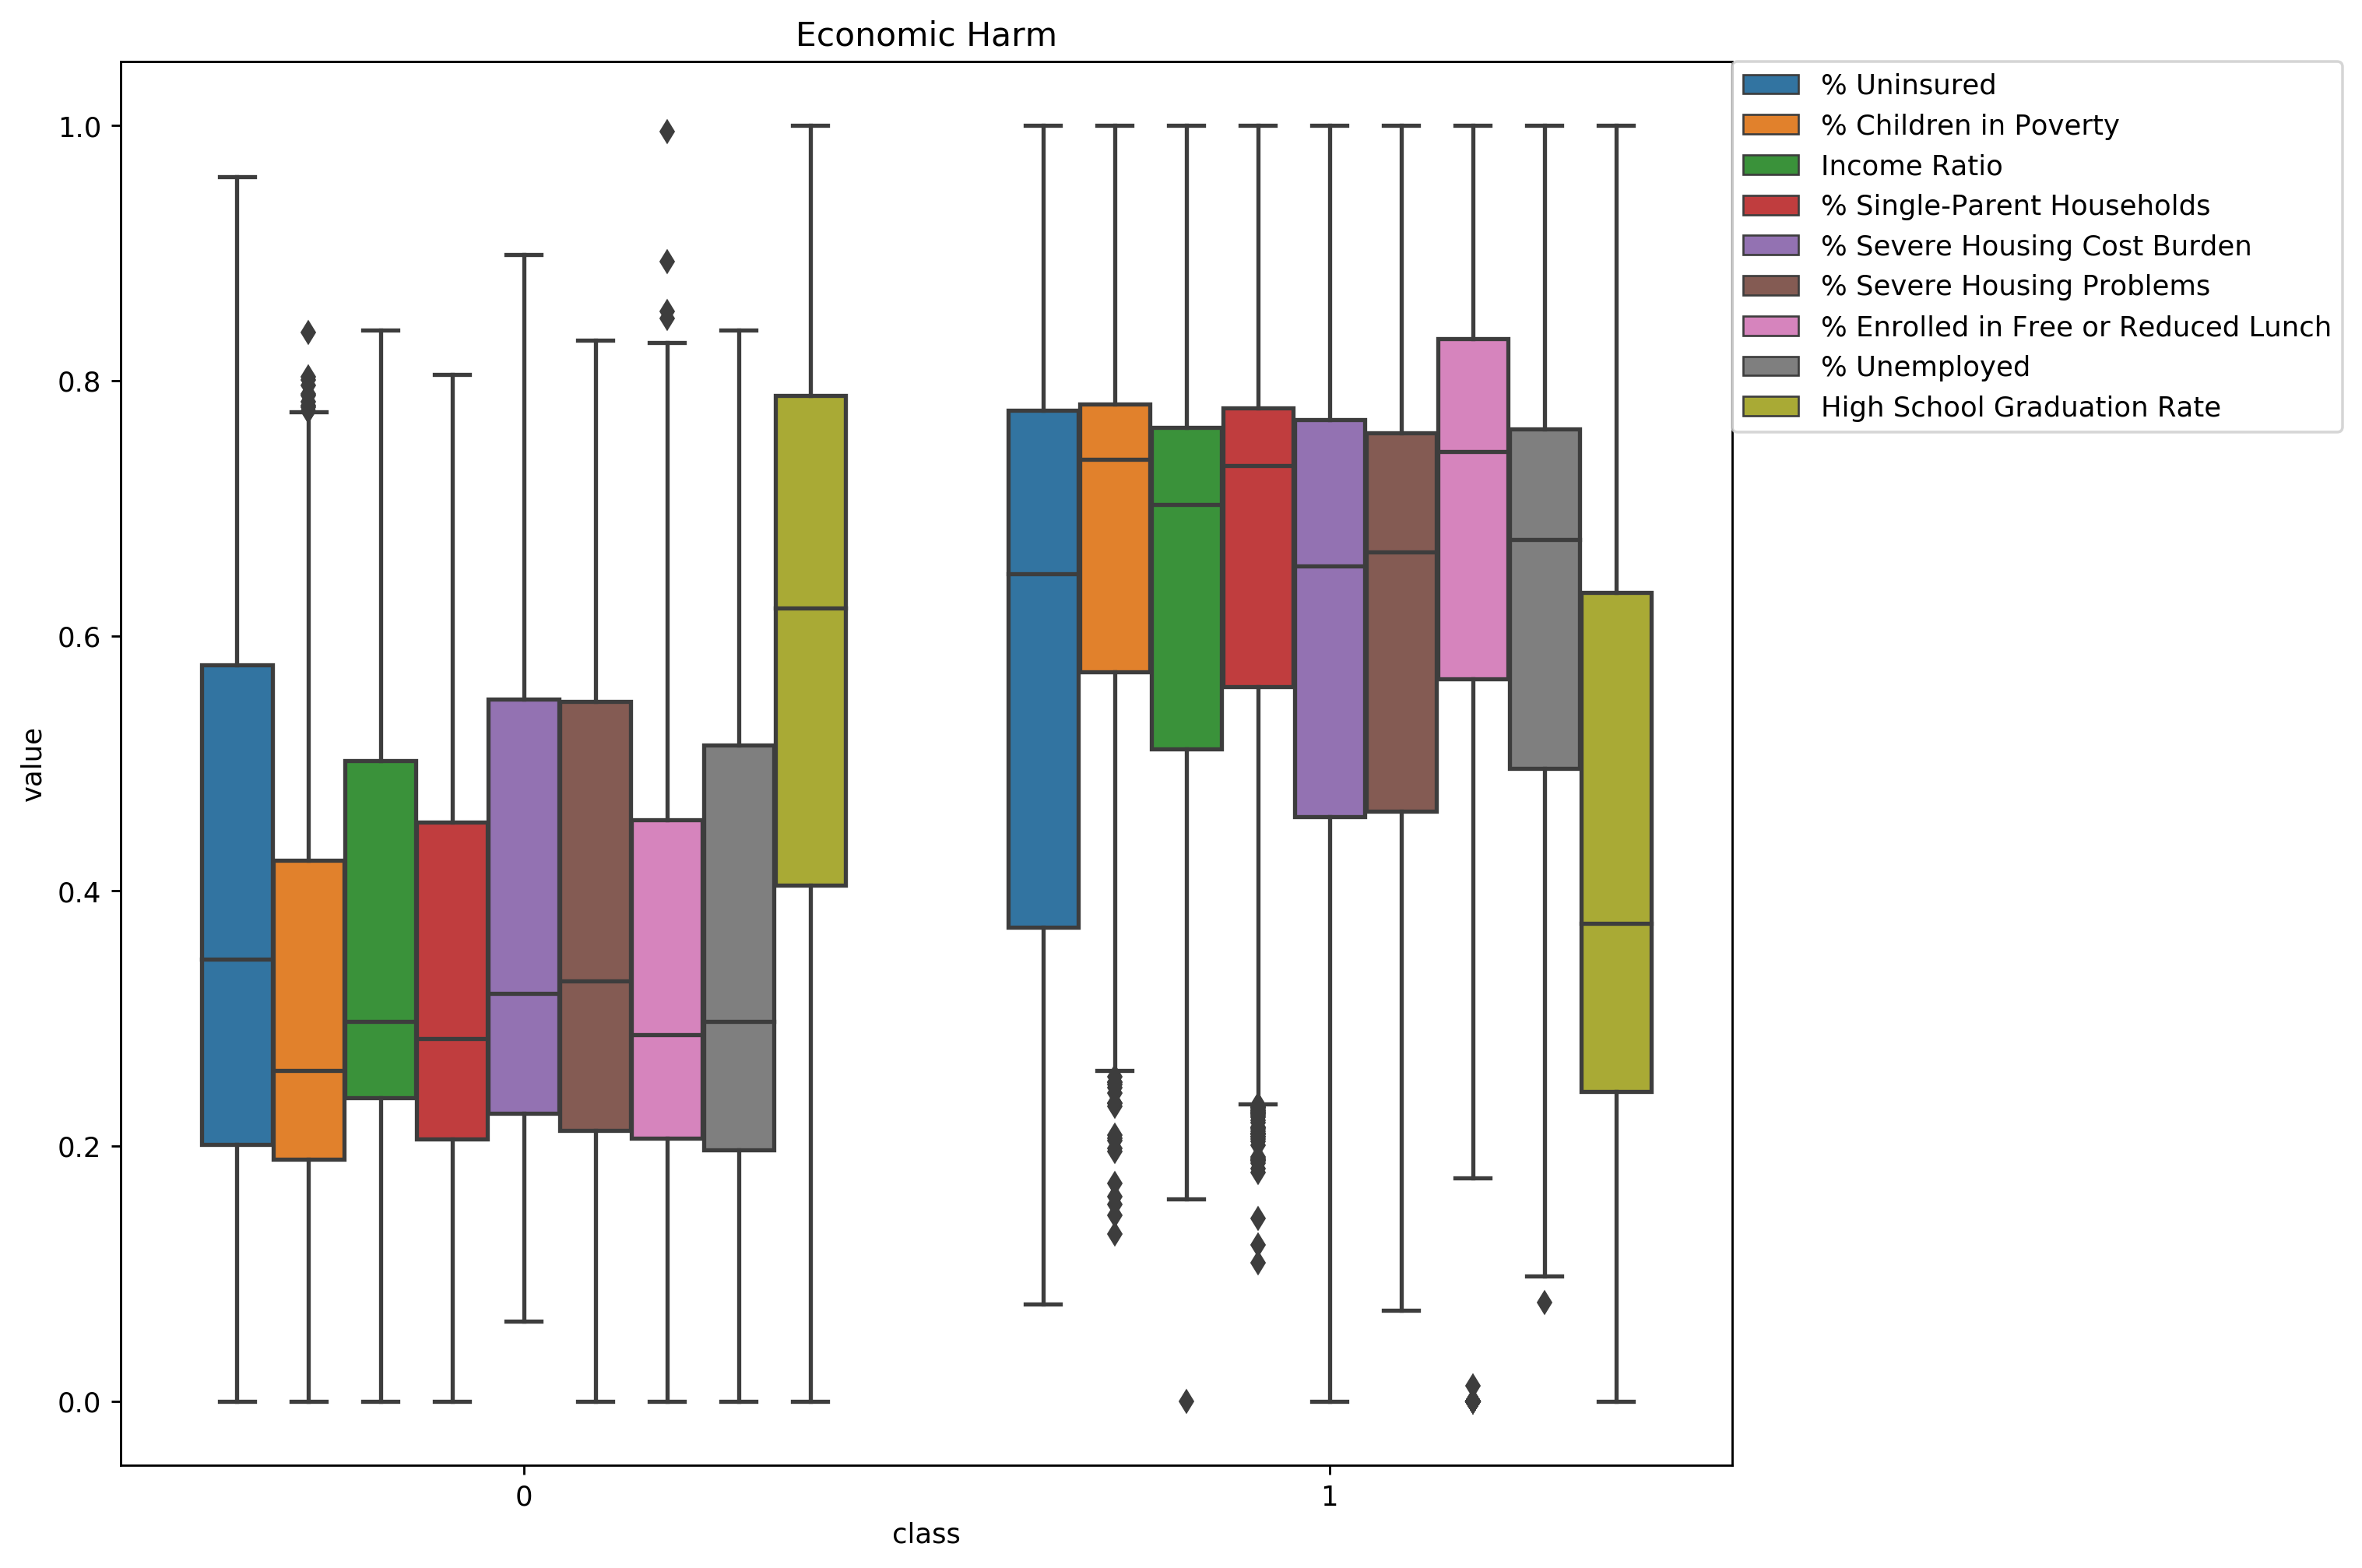 Economic Harm
% Uninsured
% Children in Poverty
Income Ratio
% Single-Parent Households
% Severe Housing Cost Burden
% Severe Housing Problems
% Enrolled in Free or Reduced Lunch
% Unemployed
High School Graduation Rate
1.0
0.8
0.6
0.4
0.2
0.0
value
0
1
class